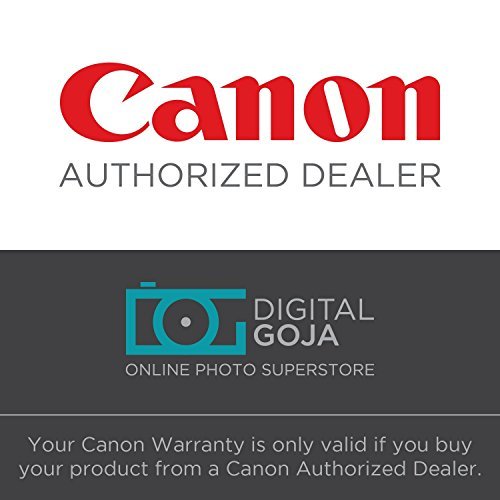 Canon
AUTHORIZED DEALER
DIGITAL
GOJA
ONLINE PHOTO SUPERSTORE
Your Canon Warranty is only valid if you buy
your product from a Canon Authorized Dealer.